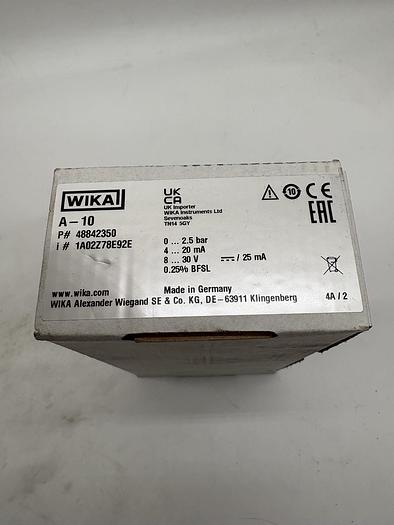 WIKA
A-10
P# 48842350
i # 1A02Z78E92E
UK
CA
UK Importer
WIKA Instruments Ltd
Sevenoaks
TN14 5GY
10
CE
EAC
0 ... 2.5 bar
4 ... 20 mA
8 ... 30 V ⎓ / 25 mA
0.25% BFSL
Made in Germany
www.wika.com
WIKA Alexander Wiegand SE & Co. KG, DE-63911 Klingenberg
4A / 2